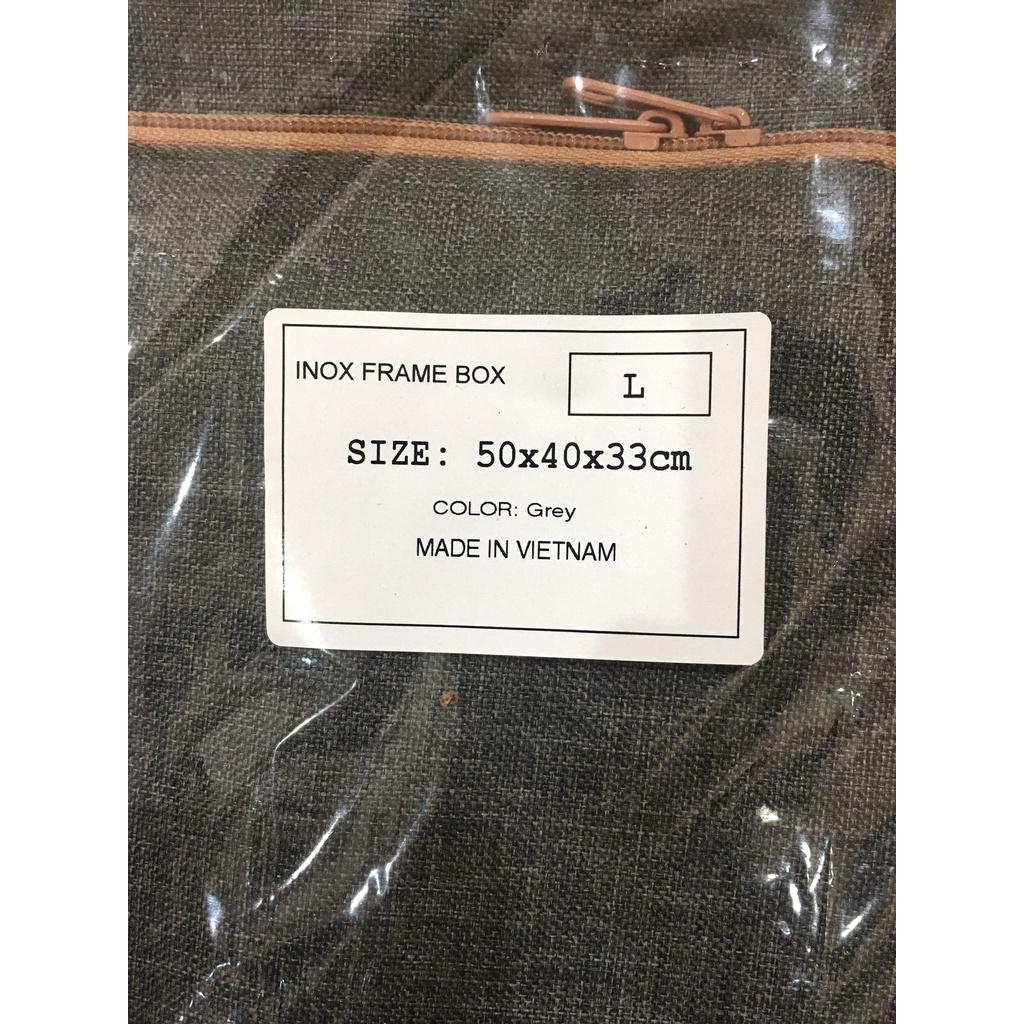 INOX FRAME BOX
L
SIZE: 50x40x33cm
COLOR: Grey
MADE IN VIETNAM